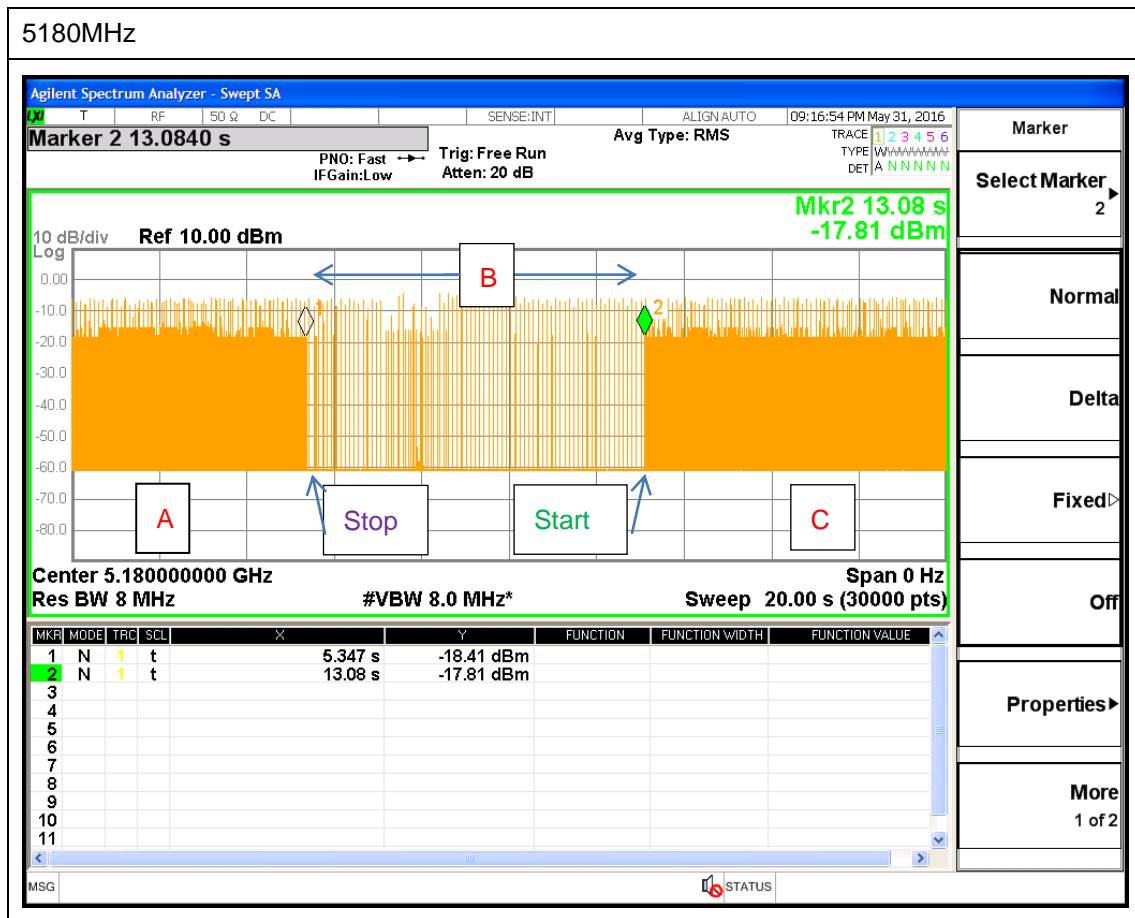 5180MHz
Agilent Spectrum Analyzer - Swept SA
LXI T RF 50 Ω DC SENSE:INT ALIGN AUTO 09:16:54 PM May 31, 2016
Marker 2 13.0840 s
PNO: Fast
IFGain:Low
Trig: Free Run
Atten: 20 dB
Avg Type: RMS
TRACE 1 2 3 4 5 6
TYPE WWWWWW
DET A N N N N N
Mkr2 13.08 s
-17.81 dBm
10 dB/div Ref 10.00 dBm
Log
0.00
-10.0
-20.0
-30.0
-40.0
-50.0
-60.0
-70.0
-80.0
1
2
B
A
Stop
Start
C
Center 5.180000000 GHz Span 0 Hz
Res BW 8 MHz #VBW 8.0 MHz* Sweep 20.00 s (30000 pts)
MKR MODE TRC SCL X Y FUNCTION FUNCTION WIDTH FUNCTION VALUE
1 N 1 t 5.347 s -18.41 dBm
2 N 1 t 13.08 s -17.81 dBm
3
4
5
6
7
8
9
10
11
MSG STATUS
Marker
Select Marker
2
Normal
Delta
Fixed
Off
Properties
More
1 of 2